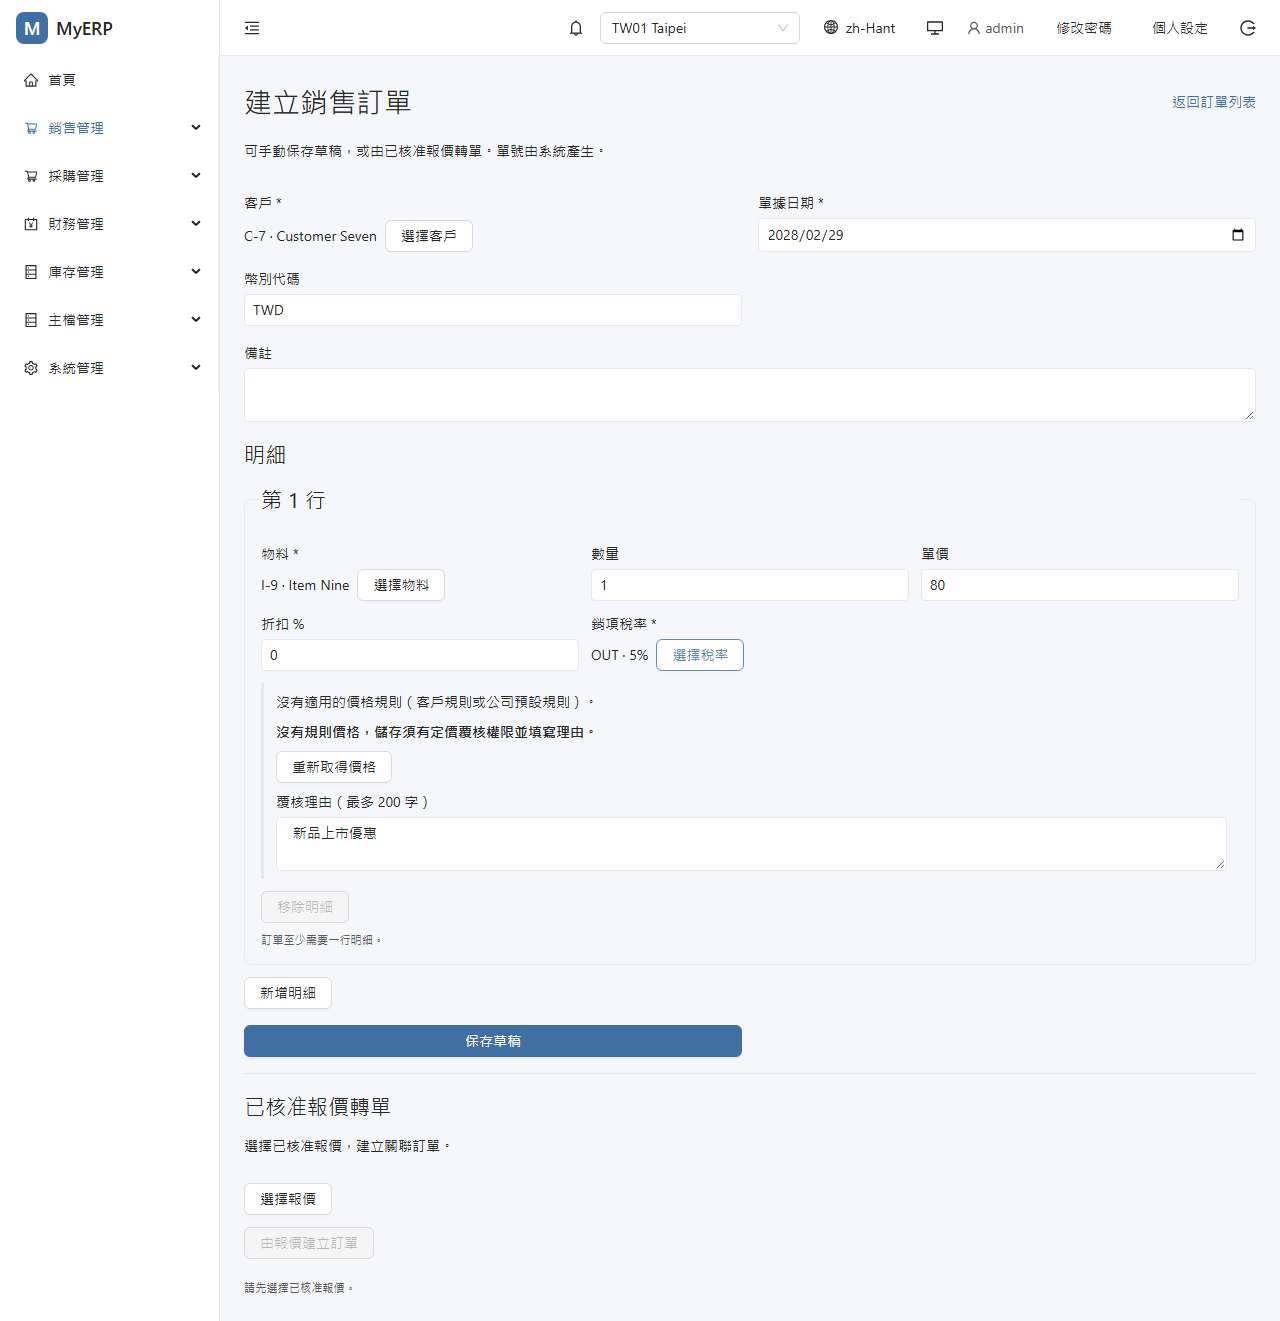 M MyERP
TW01 Taipei
zh-Hant
admin
修改密碼
個人設定
首頁
銷售管理
採購管理
財務管理
庫存管理
主檔管理
系統管理
建立銷售訂單
返回訂單列表
可手動保存草稿，或由已核准報價轉單。單號由系統產生。
客戶 *
單據日期 *
C-7 · Customer Seven
選擇客戶
2028/02/29
幣別代碼
TWD
備註
明細
第 1 行
物料 *
數量
單價
I-9 · Item Nine
選擇物料
1
80
折扣 %
銷項稅率 *
0
OUT · 5%
選擇稅率
沒有適用的價格規則（客戶規則或公司預設規則）。
沒有規則價格，儲存須有定價覆核權限並填寫理由。
重新取得價格
覆核理由（最多 200 字）
新品上市優惠
移除明細
訂單至少需要一行明細。
新增明細
保存草稿
已核准報價轉單
選擇已核准報價，建立關聯訂單。
選擇報價
由報價建立訂單
請先選擇已核准報價。